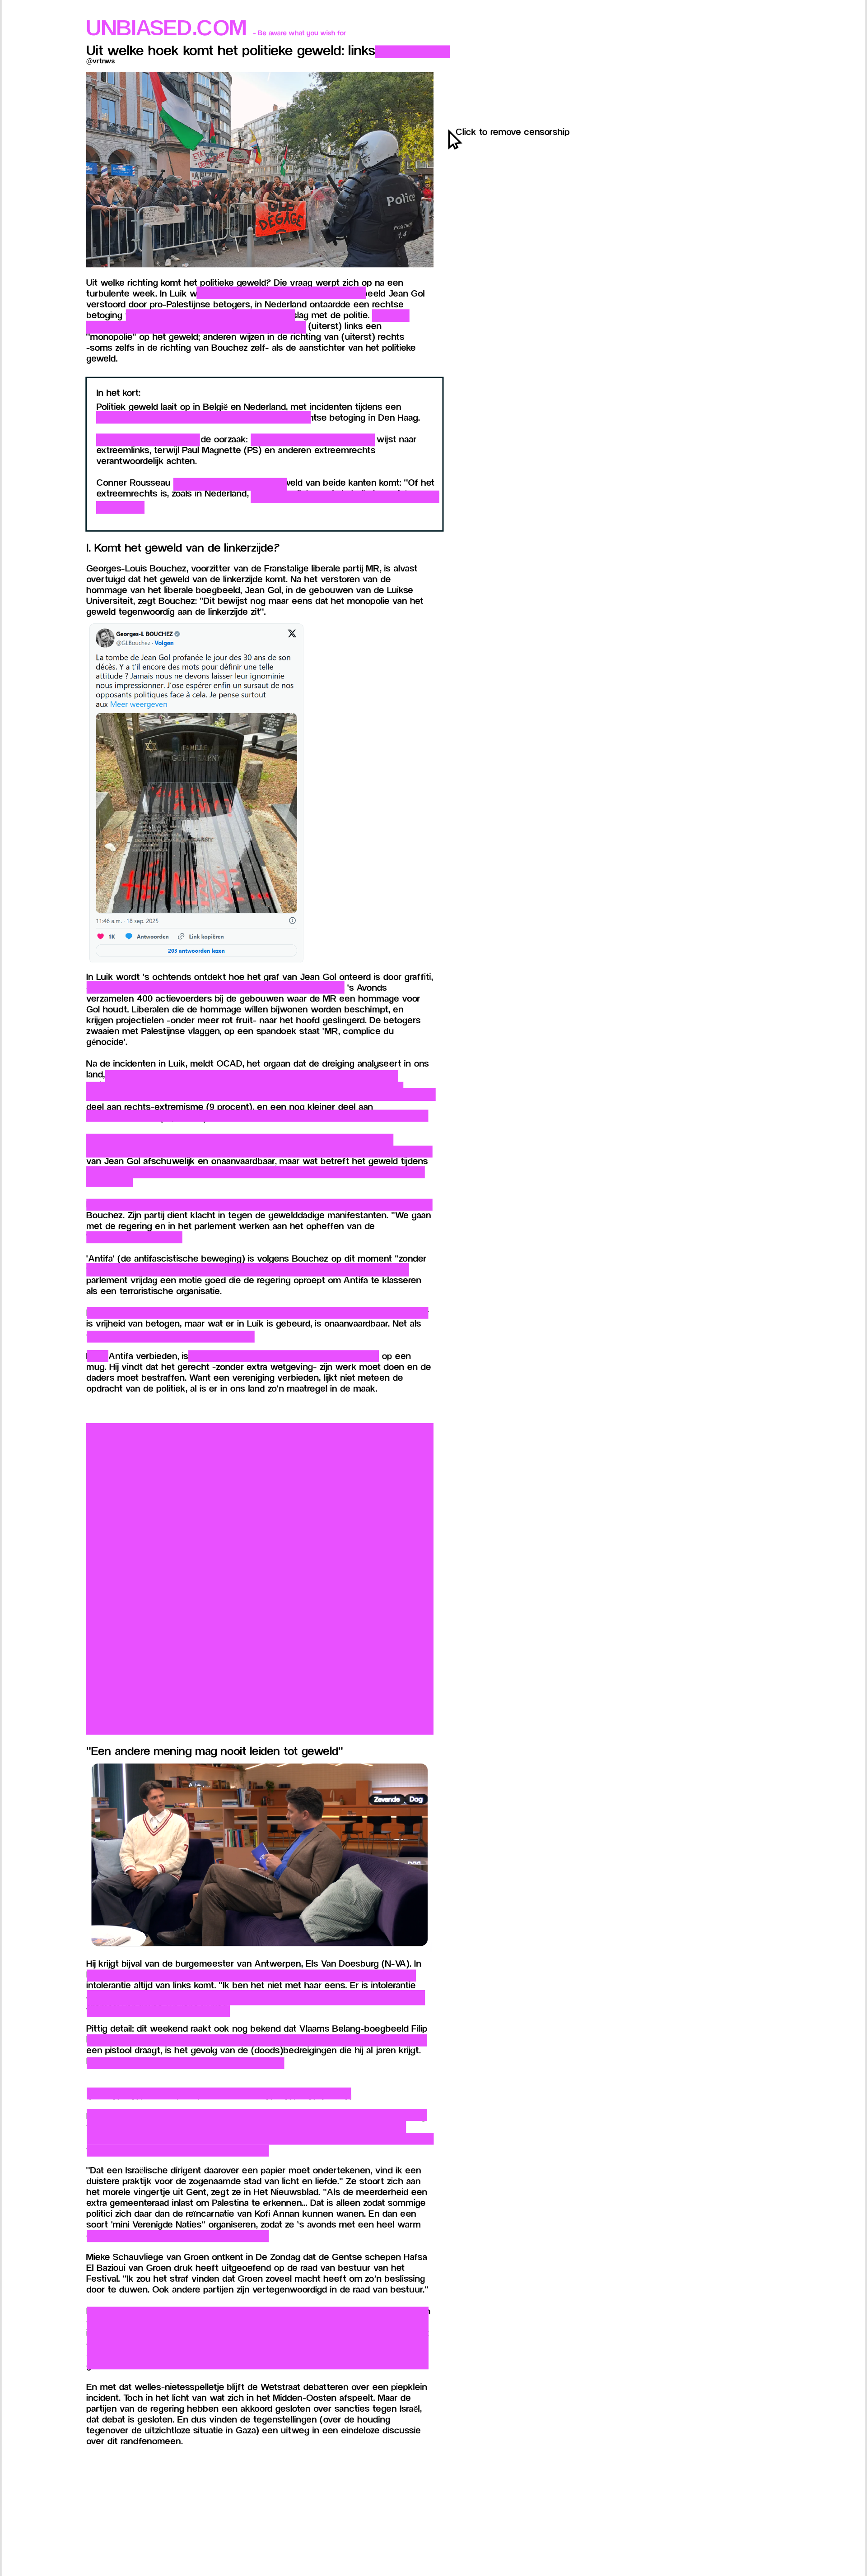 UNBIASED.COM - Be aware what you wish for
Uit welke hoek komt het politieke geweld: links
@vrtnws
Click to remove censorship
GLB
DÉGAGE
Police
Uit welke richting komt het politieke geweld? Die vraag werpt zich op na een
turbulente week. In Luik w beeld Jean Gol
verstoord door pro-Palestijnse betogers, in Nederland ontaardde een rechtse
betoging slag met de politie.
(uiterst) links een
"monopolie" op het geweld; anderen wijzen in de richting van (uiterst) rechts
-soms zelfs in de richting van Bouchez zelf- als de aanstichter van het politieke
geweld.
In het kort:
Politiek geweld laait op in België en Nederland, met incidenten tijdens een
htse betoging in Den Haag.
de oorzaak: wijst naar
extreemlinks, terwijl Paul Magnette (PS) en anderen extreemrechts
verantwoordelijk achten.
Conner Rousseau weld van beide kanten komt: "Of het
extreemrechts is, zoals in Nederland,
I. Komt het geweld van de linkerzijde?
Georges-Louis Bouchez, voorzitter van de Franstalige liberale partij MR, is alvast
overtuigd dat het geweld van de linkerzijde komt. Na het verstoren van de
hommage van het liberale boegbeeld, Jean Gol, in de gebouwen van de Luikse
Universiteit, zegt Bouchez: "Dit bewijst nog maar eens dat het monopolie van het
geweld tegenwoordig aan de linkerzijde zit".
Georges-L BOUCHEZ
@GLBouchez · Volgen
La tombe de Jean Gol profanée le jour des 30 ans de son
décès. Y a t'il encore des mots pour définir une telle
attitude ? Jamais nous ne devons laisser leur ignominie
nous impressionner. J'ose espérer enfin un sursaut de nos
opposants politiques face à cela. Je pense surtout
aux Meer weergeven
FAMILLE
11:46 a.m. · 18 sep. 2025
1K Antwoorden Link kopiëren
203 antwoorden lezen
In Luik wordt 's ochtends ontdekt hoe het graf van Jean Gol onteerd is door graffiti,
's Avonds
verzamelen 400 actievoerders bij de gebouwen waar de MR een hommage voor
Gol houdt. Liberalen die de hommage willen bijwonen worden beschimpt, en
krijgen projectielen -onder meer rot fruit- naar het hoofd geslingerd. De betogers
zwaaien met Palestijnse vlaggen, op een spandoek staat 'MR, complice du
génocide'.
Na de incidenten in Luik, meldt OCAD, het orgaan dat de dreiging analyseert in ons
land,
deel aan rechts-extremisme (9 procent), en een nog kleiner deel aan
van Jean Gol afschuwelijk en onaanvaardbaar, maar wat betreft het geweld tijdens
Bouchez. Zijn partij dient klacht in tegen de gewelddadige manifestanten. "We gaan
met de regering en in het parlement werken aan het opheffen van de
'Antifa' (de antifascistische beweging) is volgens Bouchez op dit moment "zonder
parlement vrijdag een motie goed die de regering oproept om Antifa te klasseren
als een terroristische organisatie.
is vrijheid van betogen, maar wat er in Luik is gebeurd, is onaanvaardbaar. Net als
Antifa verbieden, is op een
mug. Hij vindt dat het gerecht -zonder extra wetgeving- zijn werk moet doen en de
daders moet bestraffen. Want een vereniging verbieden, lijkt niet meteen de
opdracht van de politiek, al is er in ons land zo'n maatregel in de maak.
"Een andere mening mag nooit leiden tot geweld"
Zevende Dag
Hij krijgt bijval van de burgemeester van Antwerpen, Els Van Doesburg (N-VA). In
intolerantie altijd van links komt. "Ik ben het niet met haar eens. Er is intolerantie
Pittig detail: dit weekend raakt ook nog bekend dat Vlaams Belang-boegbeeld Filip
een pistool draagt, is het gevolg van de (doods)bedreigingen die hij al jaren krijgt.
"Dat een Israëlische dirigent daarover een papier moet ondertekenen, vind ik een
duistere praktijk voor de zogenaamde stad van licht en liefde." Ze stoort zich aan
het morele vingertje uit Gent, zegt ze in Het Nieuwsblad. "Als de meerderheid een
extra gemeenteraad inlast om Palestina te erkennen... Dat is alleen zodat sommige
politici zich daar dan de reïncarnatie van Kofi Annan kunnen wanen. En dan een
soort 'mini Verenigde Naties" organiseren, zodat ze 's avonds met een heel warm
Mieke Schauvliege van Groen ontkent in De Zondag dat de Gentse schepen Hafsa
El Bazioui van Groen druk heeft uitgeoefend op de raad van bestuur van het
Festival. "Ik zou het straf vinden dat Groen zoveel macht heeft om zo'n beslissing
door te duwen. Ook andere partijen zijn vertegenwoordigd in de raad van bestuur."
En met dat welles-nietesspelletje blijft de Wetstraat debatteren over een piepklein
incident. Toch in het licht van wat zich in het Midden-Oosten afspeelt. Maar de
partijen van de regering hebben een akkoord gesloten over sancties tegen Israël,
dat debat is gesloten. En dus vinden de tegenstellingen (over de houding
tegenover de uitzichtloze situatie in Gaza) een uitweg in een eindeloze discussie
over dit randfenomeen.